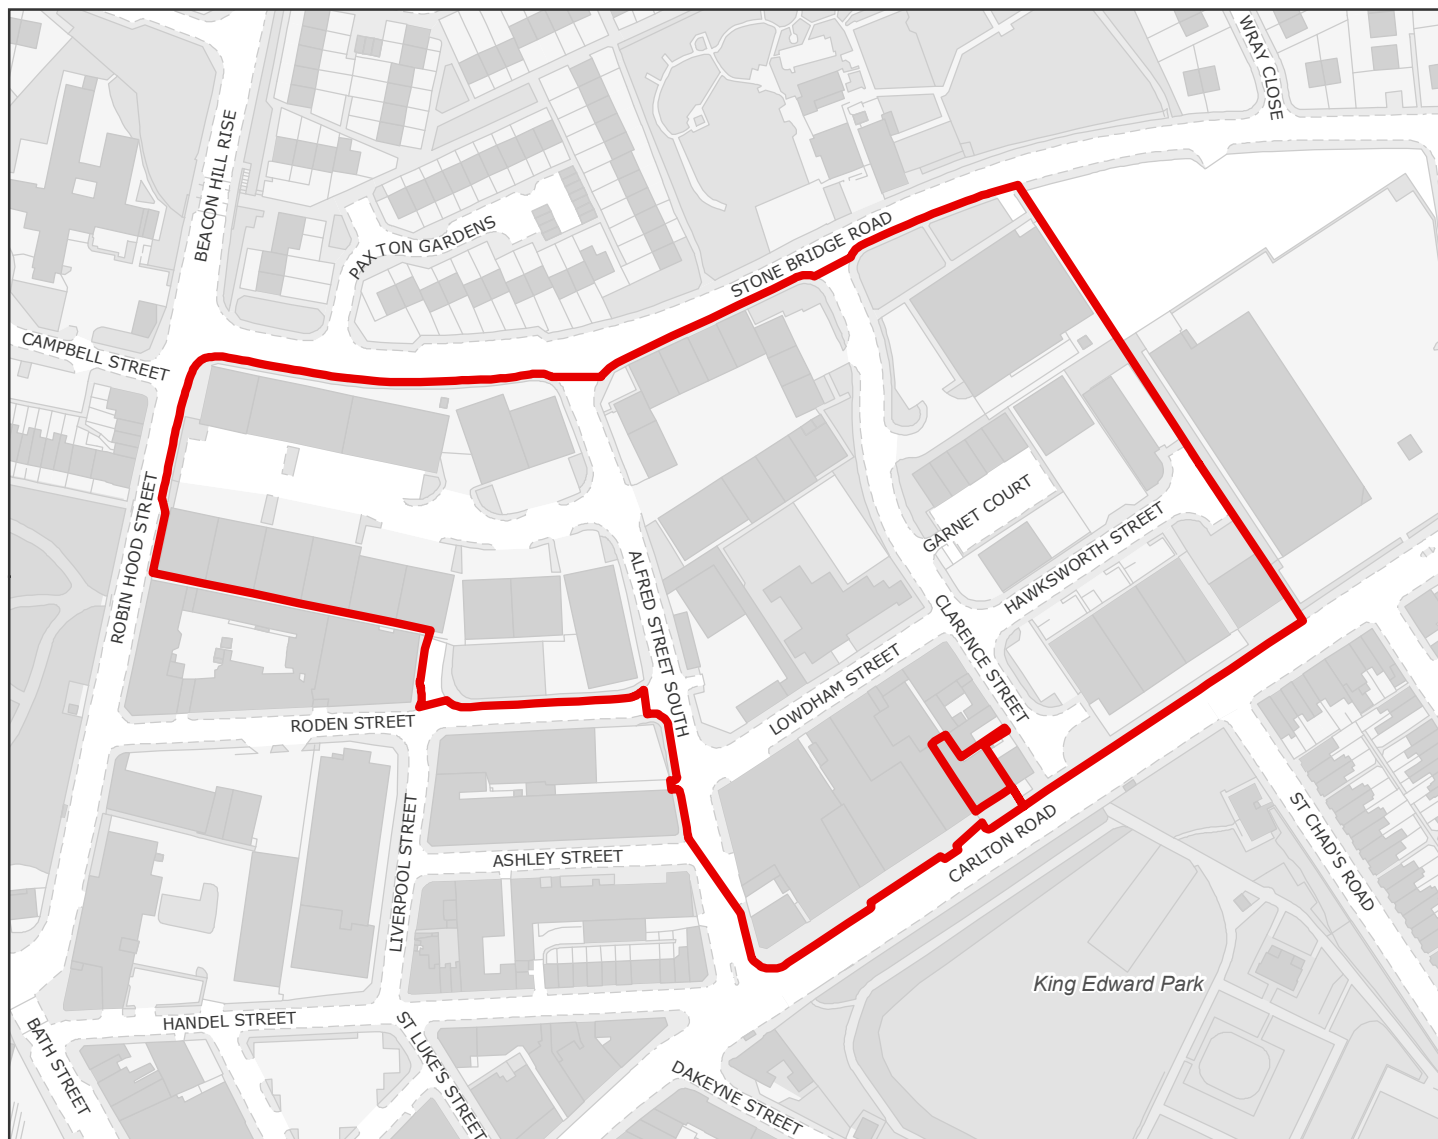 WRAY CLOSE
BEACON HILL RISE
PAXTON GARDENS
STONE BRIDGE ROAD
CAMPBELL STREET
ROBIN HOOD STREET
GARNET COURT
HAWKSWORTH STREET
ALFRED STREET SOUTH
CLARENCE STREET
LOWDHAM STREET
RODEN STREET
LIVERPOOL STREET
ASHLEY STREET
CARLTON ROAD
ST CHAD'S ROAD
King Edward Park
HANDEL STREET
BATH STREET
ST LUKE'S STREET
DAKEYNE STREET